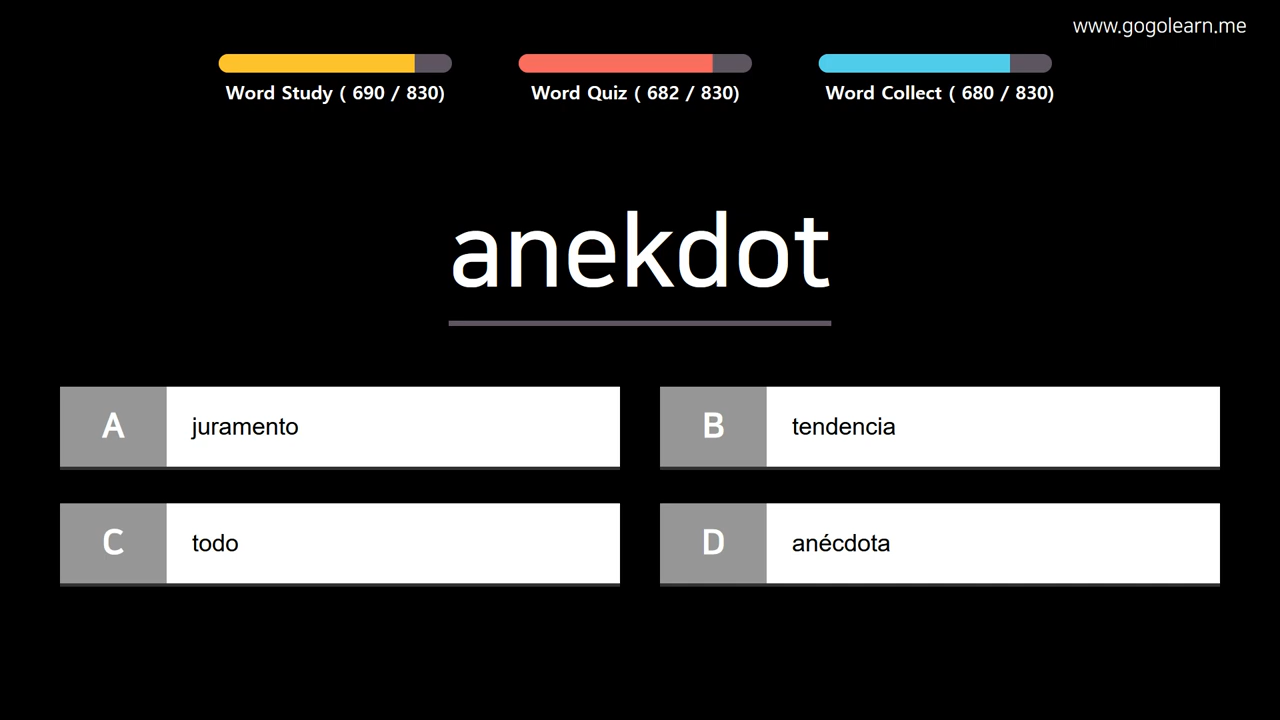 www.gogolearn.me
Word Study ( 690 / 830)
Word Quiz ( 682 / 830)
Word Collect ( 680 / 830)
anekdot
A juramento
B tendencia
C todo
D anécdota